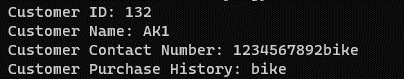 Customer ID: 132
Customer Name: AK1
Customer Contact Number: 1234567892bike
Customer Purchase History: bike